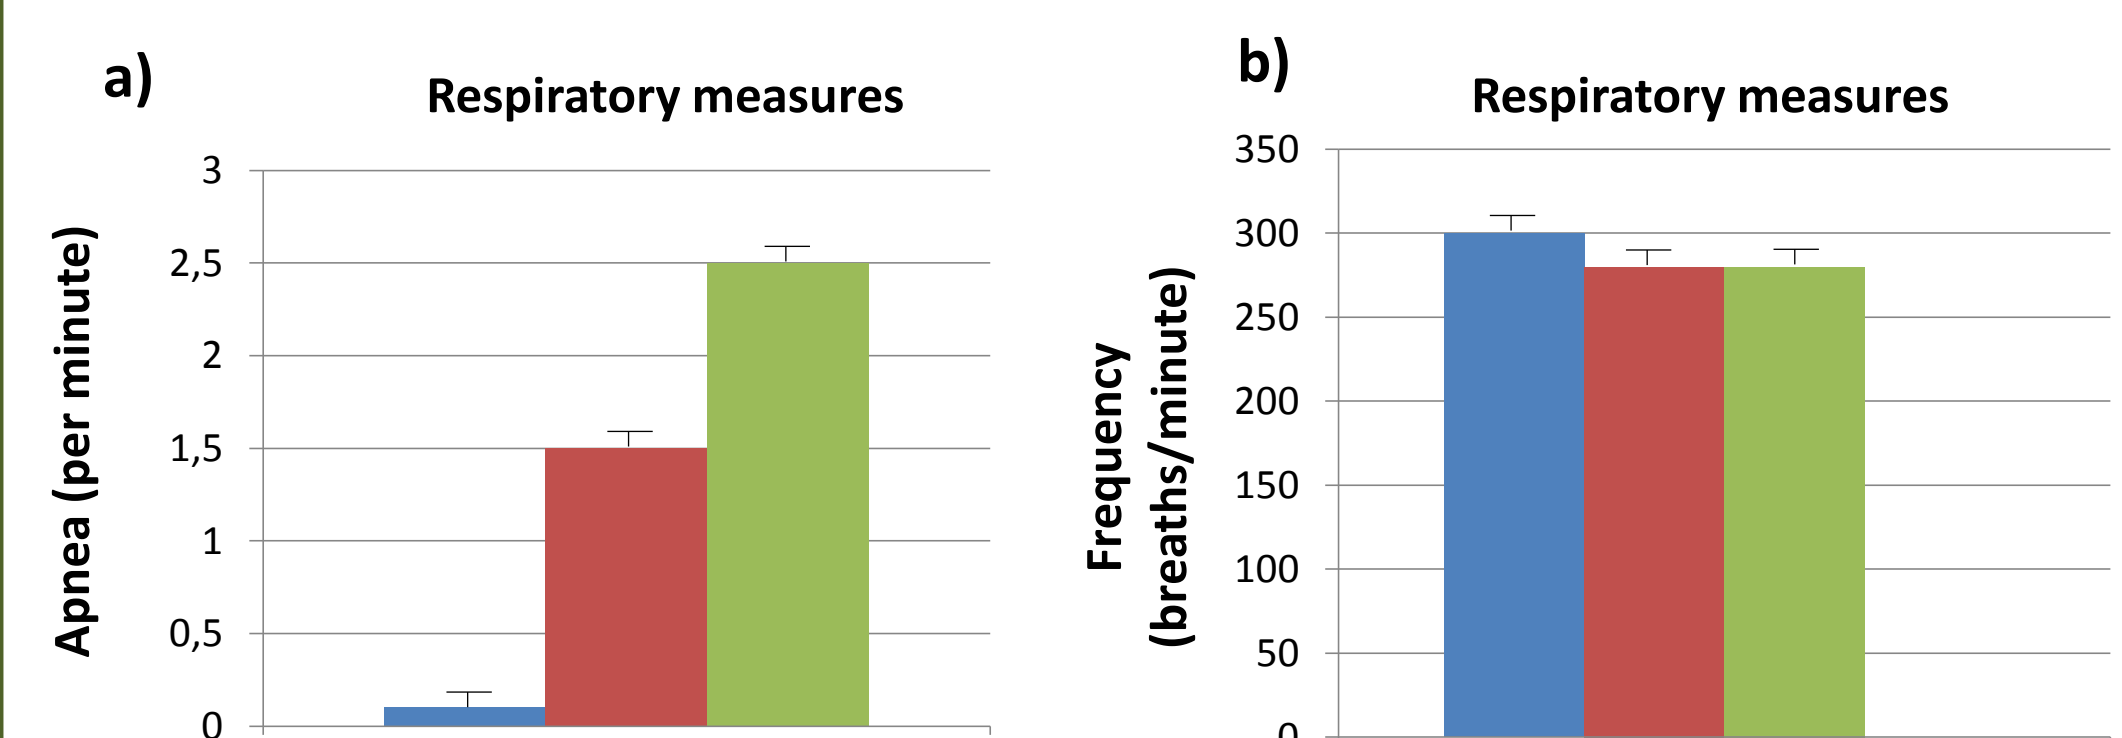 a)
Respiratory measures
Apnea (per minute)
3
2,5
2
1,5
1
0,5
0
b)
Respiratory measures
Frequency
(breaths/minute)
350
300
250
200
150
100
50
0